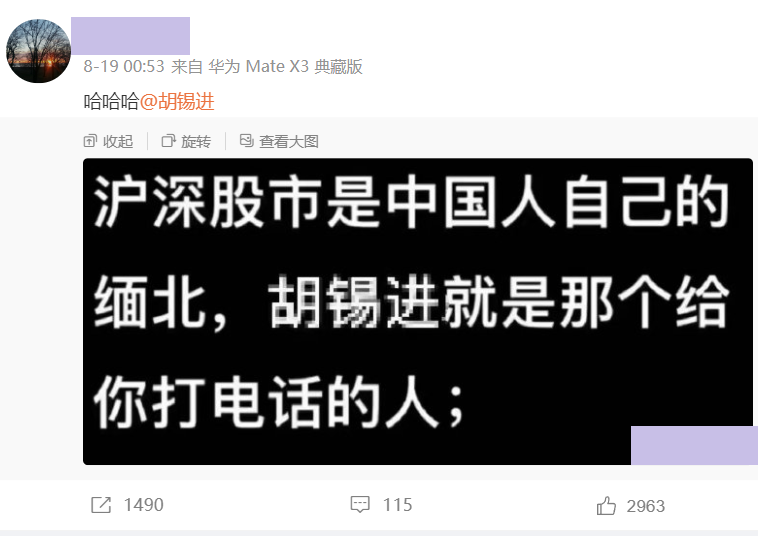 8-19 00:53 来自 华为 Mate X3 典藏版
哈哈哈@胡锡进
收起 旋转 查看大图
沪深股市是中国人自己的
缅北，胡锡进就是那个给
你打电话的人；
1490 115 2963